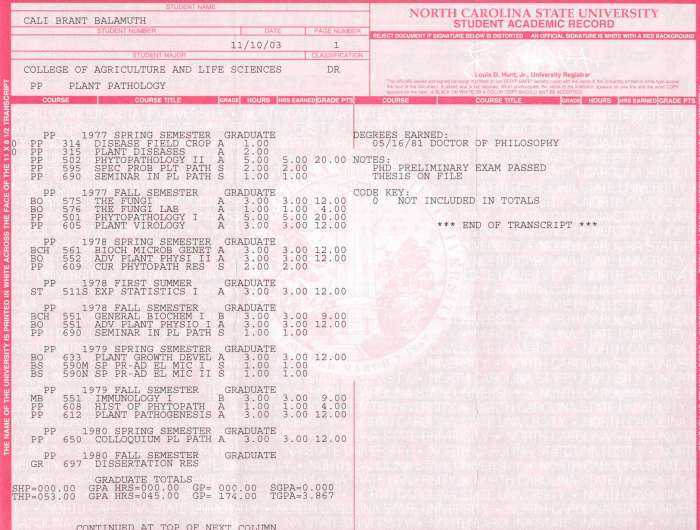 STUDENT NAME
CALI BRANT BALAMUTH
STUDENT NUMBER DATE PAGE NUMBER
11/10/03 1
STUDENT MAJOR CLASSIFICATION
COLLEGE OF AGRICULTURE AND LIFE SCIENCES DR
PP PLANT PATHOLOGY
NORTH CAROLINA STATE UNIVERSITY
STUDENT ACADEMIC RECORD
REJECT DOCUMENT IF SIGNATURE BELOW IS DISTORTED AN OFFICIAL SIGNATURE IS WHITE WITH A RED BACKGROUND
Louis D. Hunt, Jr., University Registrar
COURSE COURSE TITLE GRADE HOURS HRS EARNED GRADE PTS
PP 1977 SPRING SEMESTER GRADUATE
0 PP 314 DISEASE FIELD CROP A 1.00
0 PP 315 PLANT DISEASES A 2.00
PP 502 PHYTOPATHOLOGY II A 5.00 5.00 20.00
PP 595 SPEC PROB PLT PATH S 2.00 2.00
PP 690 SEMINAR IN PL PATH S 1.00 1.00
PP 1977 FALL SEMESTER GRADUATE
BO 575 THE FUNGI A 3.00 3.00 12.00
BO 576 THE FUNGI LAB A 1.00 1.00 4.00
PP 501 PHYTOPATHOLOGY I A 5.00 5.00 20.00
PP 605 PLANT VIROLOGY A 3.00 3.00 12.00
PP 1978 SPRING SEMESTER GRADUATE
BCH 561 BIOCH MICROB GENET A 3.00 3.00 12.00
BO 552 ADV PLANT PHYSI II A 3.00 3.00 12.00
PP 609 CUR PHYTOPATH RES S 2.00 2.00
PP 1978 FIRST SUMMER GRADUATE
ST 511S EXP STATISTICS I A 3.00 3.00 12.00
PP 1978 FALL SEMESTER GRADUATE
BCH 551 GENERAL BIOCHEM I B 3.00 3.00 9.00
BO 551 ADV PLANT PHYSIO I A 3.00 3.00 12.00
PP 690 SEMINAR IN PL PATH S 1.00 1.00
PP 1979 SPRING SEMESTER GRADUATE
BO 633 PLANT GROWTH DEVEL A 3.00 3.00 12.00
BS 590M SP PR-AD EL MIC I S 1.00 1.00
BS 590N SP PR-AD EL MIC II S 1.00 1.00
PP 1979 FALL SEMESTER GRADUATE
MB 551 IMMUNOLOGY I B 3.00 3.00 9.00
PP 608 HIST OF PHYTOPATH A 1.00 1.00 4.00
PP 612 PLANT PATHOGENESIS A 3.00 3.00 12.00
PP 1980 SPRING SEMESTER GRADUATE
PP 650 COLLOQUIUM PL PATH A 3.00 3.00 12.00
PP 1980 FALL SEMESTER GRADUATE
GR 697 DISSERTATION RES
GRADUATE TOTALS
SHP=000.00 GPA HRS=000.00 GP= 000.00 SGPA=0.000
THP=053.00 GPA HRS=045.00 GP= 174.00 TGPA=3.867
CONTINUED AT TOP OF NEXT COLUMN
COURSE COURSE TITLE GRADE HOURS HRS EARNED GRADE PTS
DEGREES EARNED:
05/16/81 DOCTOR OF PHILOSOPHY
NOTES:
PHD PRELIMINARY EXAM PASSED
THESIS ON FILE
CODE KEY:
0 NOT INCLUDED IN TOTALS
*** END OF TRANSCRIPT ***
THE NAME OF THE UNIVERSITY IS PRINTED IN WHITE ACROSS THE FACE OF THE 11 X 8 1/2 TRANSCRIPT